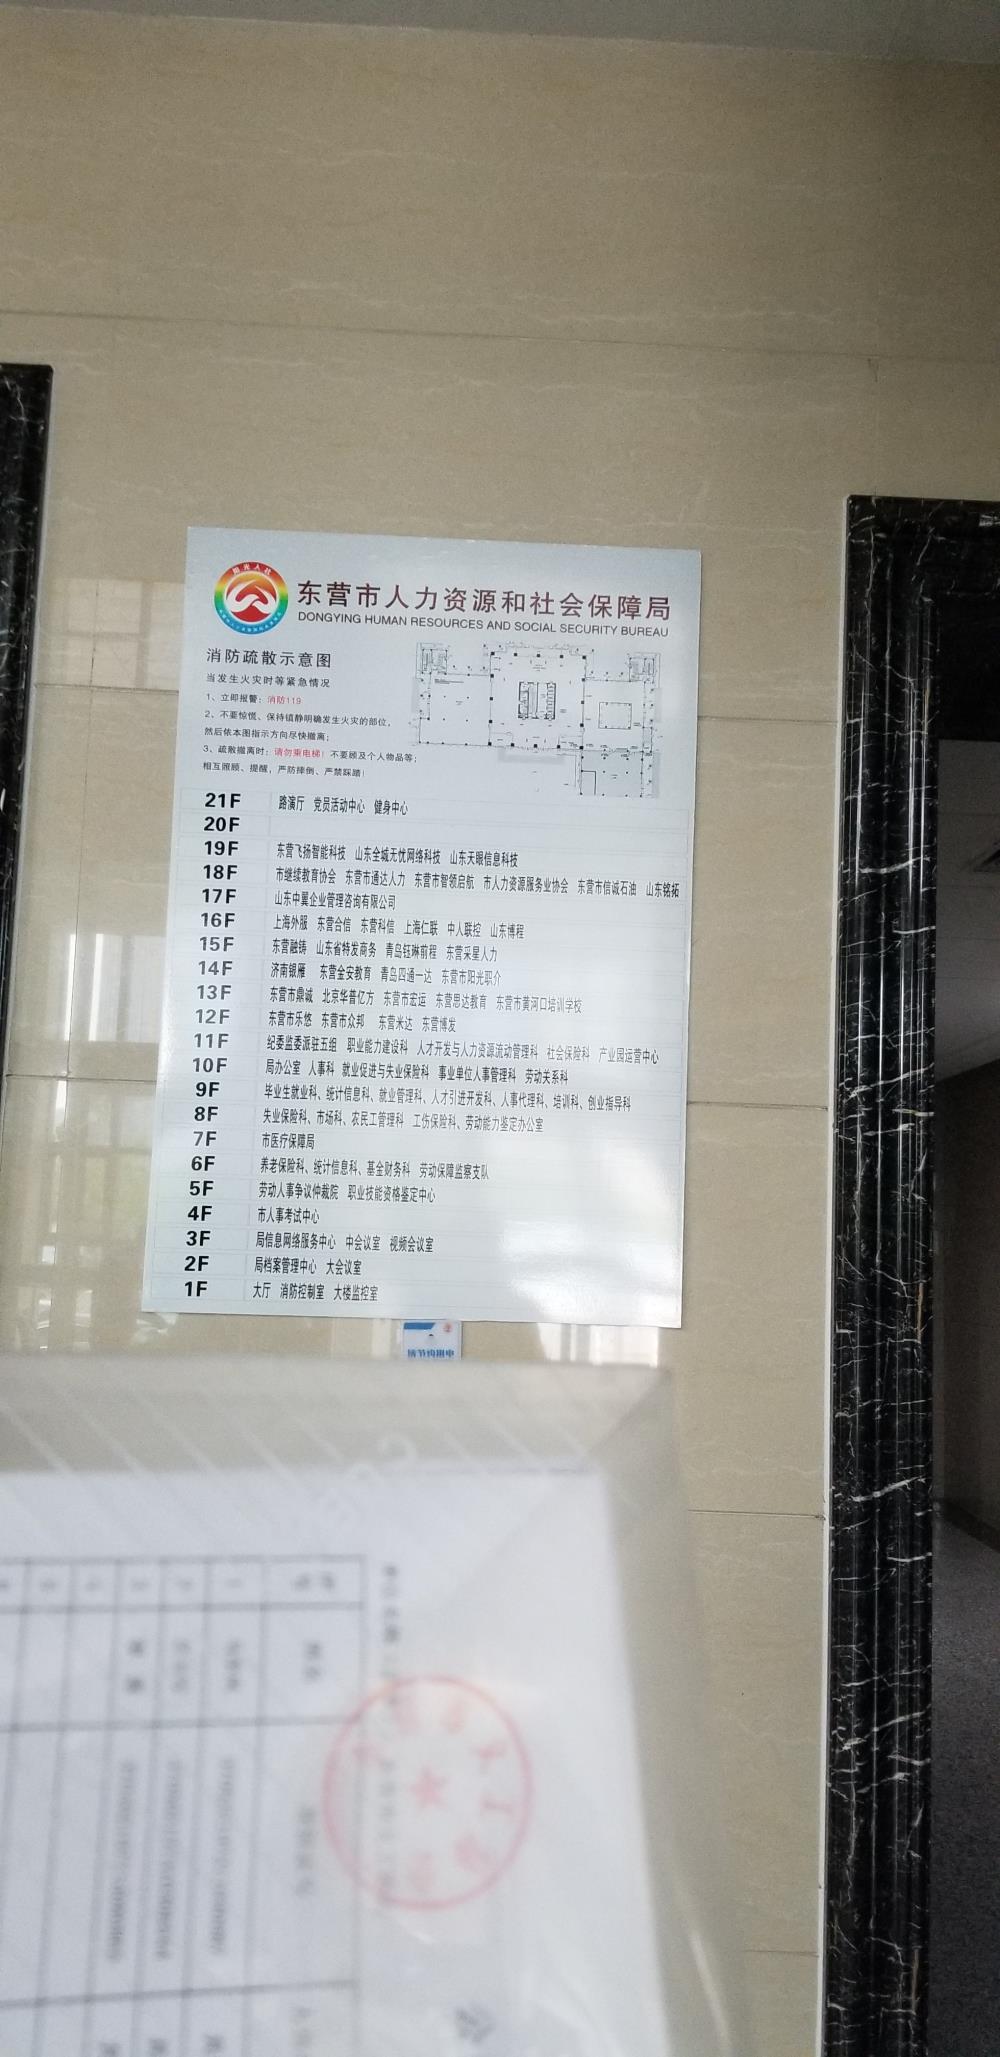 阳光人社
东营市人力资源和社会保障局
DONGYING HUMAN RESOURCES AND SOCIAL SECURITY BUREAU
消防疏散示意图
当发生火灾时等紧急情况
1、立即报警：消防119
2、不要惊慌、保持镇静明确发生火灾的部位，
然后依本图指示方向尽快撤离；
3、疏散撤离时：请勿乘电梯！不要顾及个人物品等；
相互照顾、提醒，严防摔倒、严禁踩踏！
21F 路演厅 党员活动中心 健身中心
20F
19F 东营飞扬智能科技 山东全城无忧网络科技 山东天眼信息科技
18F 市继续教育协会 东营市通达人力 东营市智领启航 市人力资源服务业协会 东营市信诚石油 山东铭拓
17F 山东中翼企业管理咨询有限公司
16F 上海外服 东营合信 东营科信 上海仁联 中人联控 山东博程
15F 东营融铸 山东省特发商务 青岛钰琳前程 东营采星人力
14F 济南银雁 东营金安教育 青岛四通一达 东营市阳光职介
13F 东营市鼎诚 北京华普亿方 东营市宏运 东营思达教育 东营市黄河口培训学校
12F 东营市乐悠 东营市众邦 东营米达 东营博发
11F 纪委监委派驻五组 职业能力建设科 人才开发与人力资源流动管理科 社会保险科 产业园运营中心
10F 局办公室 人事科 就业促进与失业保险科 事业单位人事管理科 劳动关系科
9F 毕业生就业科、统计信息科、就业管理科、人才引进开发科、人事代理科、培训科、创业指导科
8F 失业保险科、市场科、农民工管理科 工伤保险科、劳动能力鉴定办公室
7F 市医疗保障局
6F 养老保险科、统计信息科、基金财务科 劳动保障监察支队
5F 劳动人事争议仲裁院 职业技能资格鉴定中心
4F 市人事考试中心
3F 局信息网络服务中心 中会议室 视频会议室
2F 局档案管理中心 大会议室
1F 大厅 消防控制室 大楼监控室